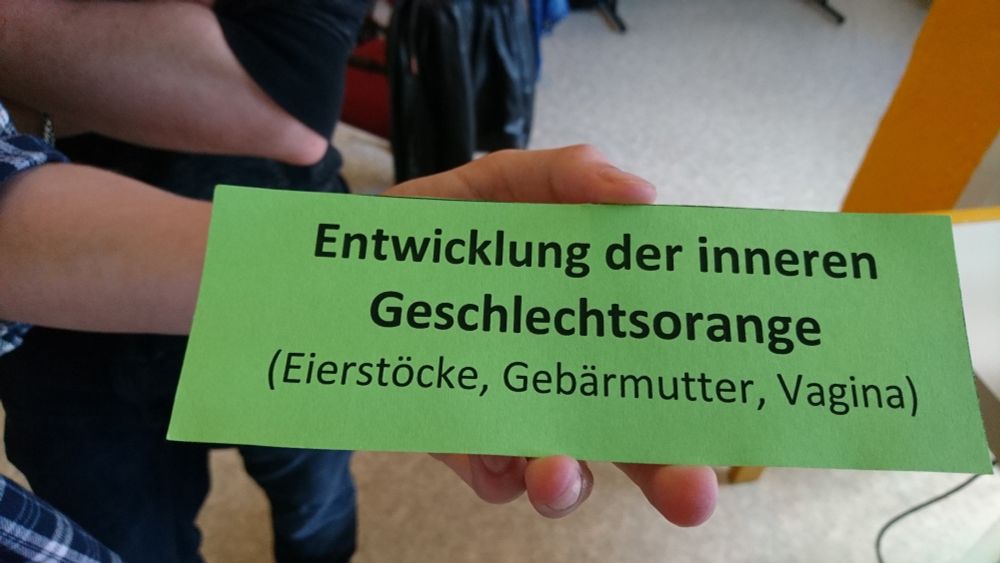 Entwicklung der inneren
Geschlechtsorange
(Eierstöcke, Gebärmutter, Vagina)